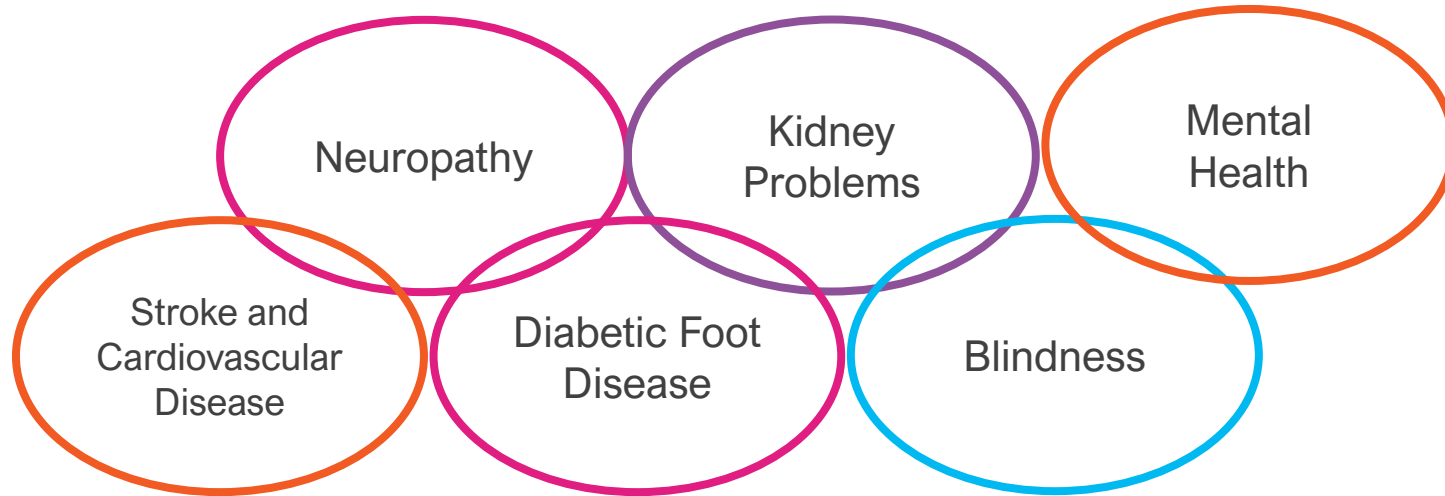 Neuropathy
Kidney
Problems
Mental
Health
Stroke and
Cardiovascular
Disease
Diabetic Foot
Disease
Blindness